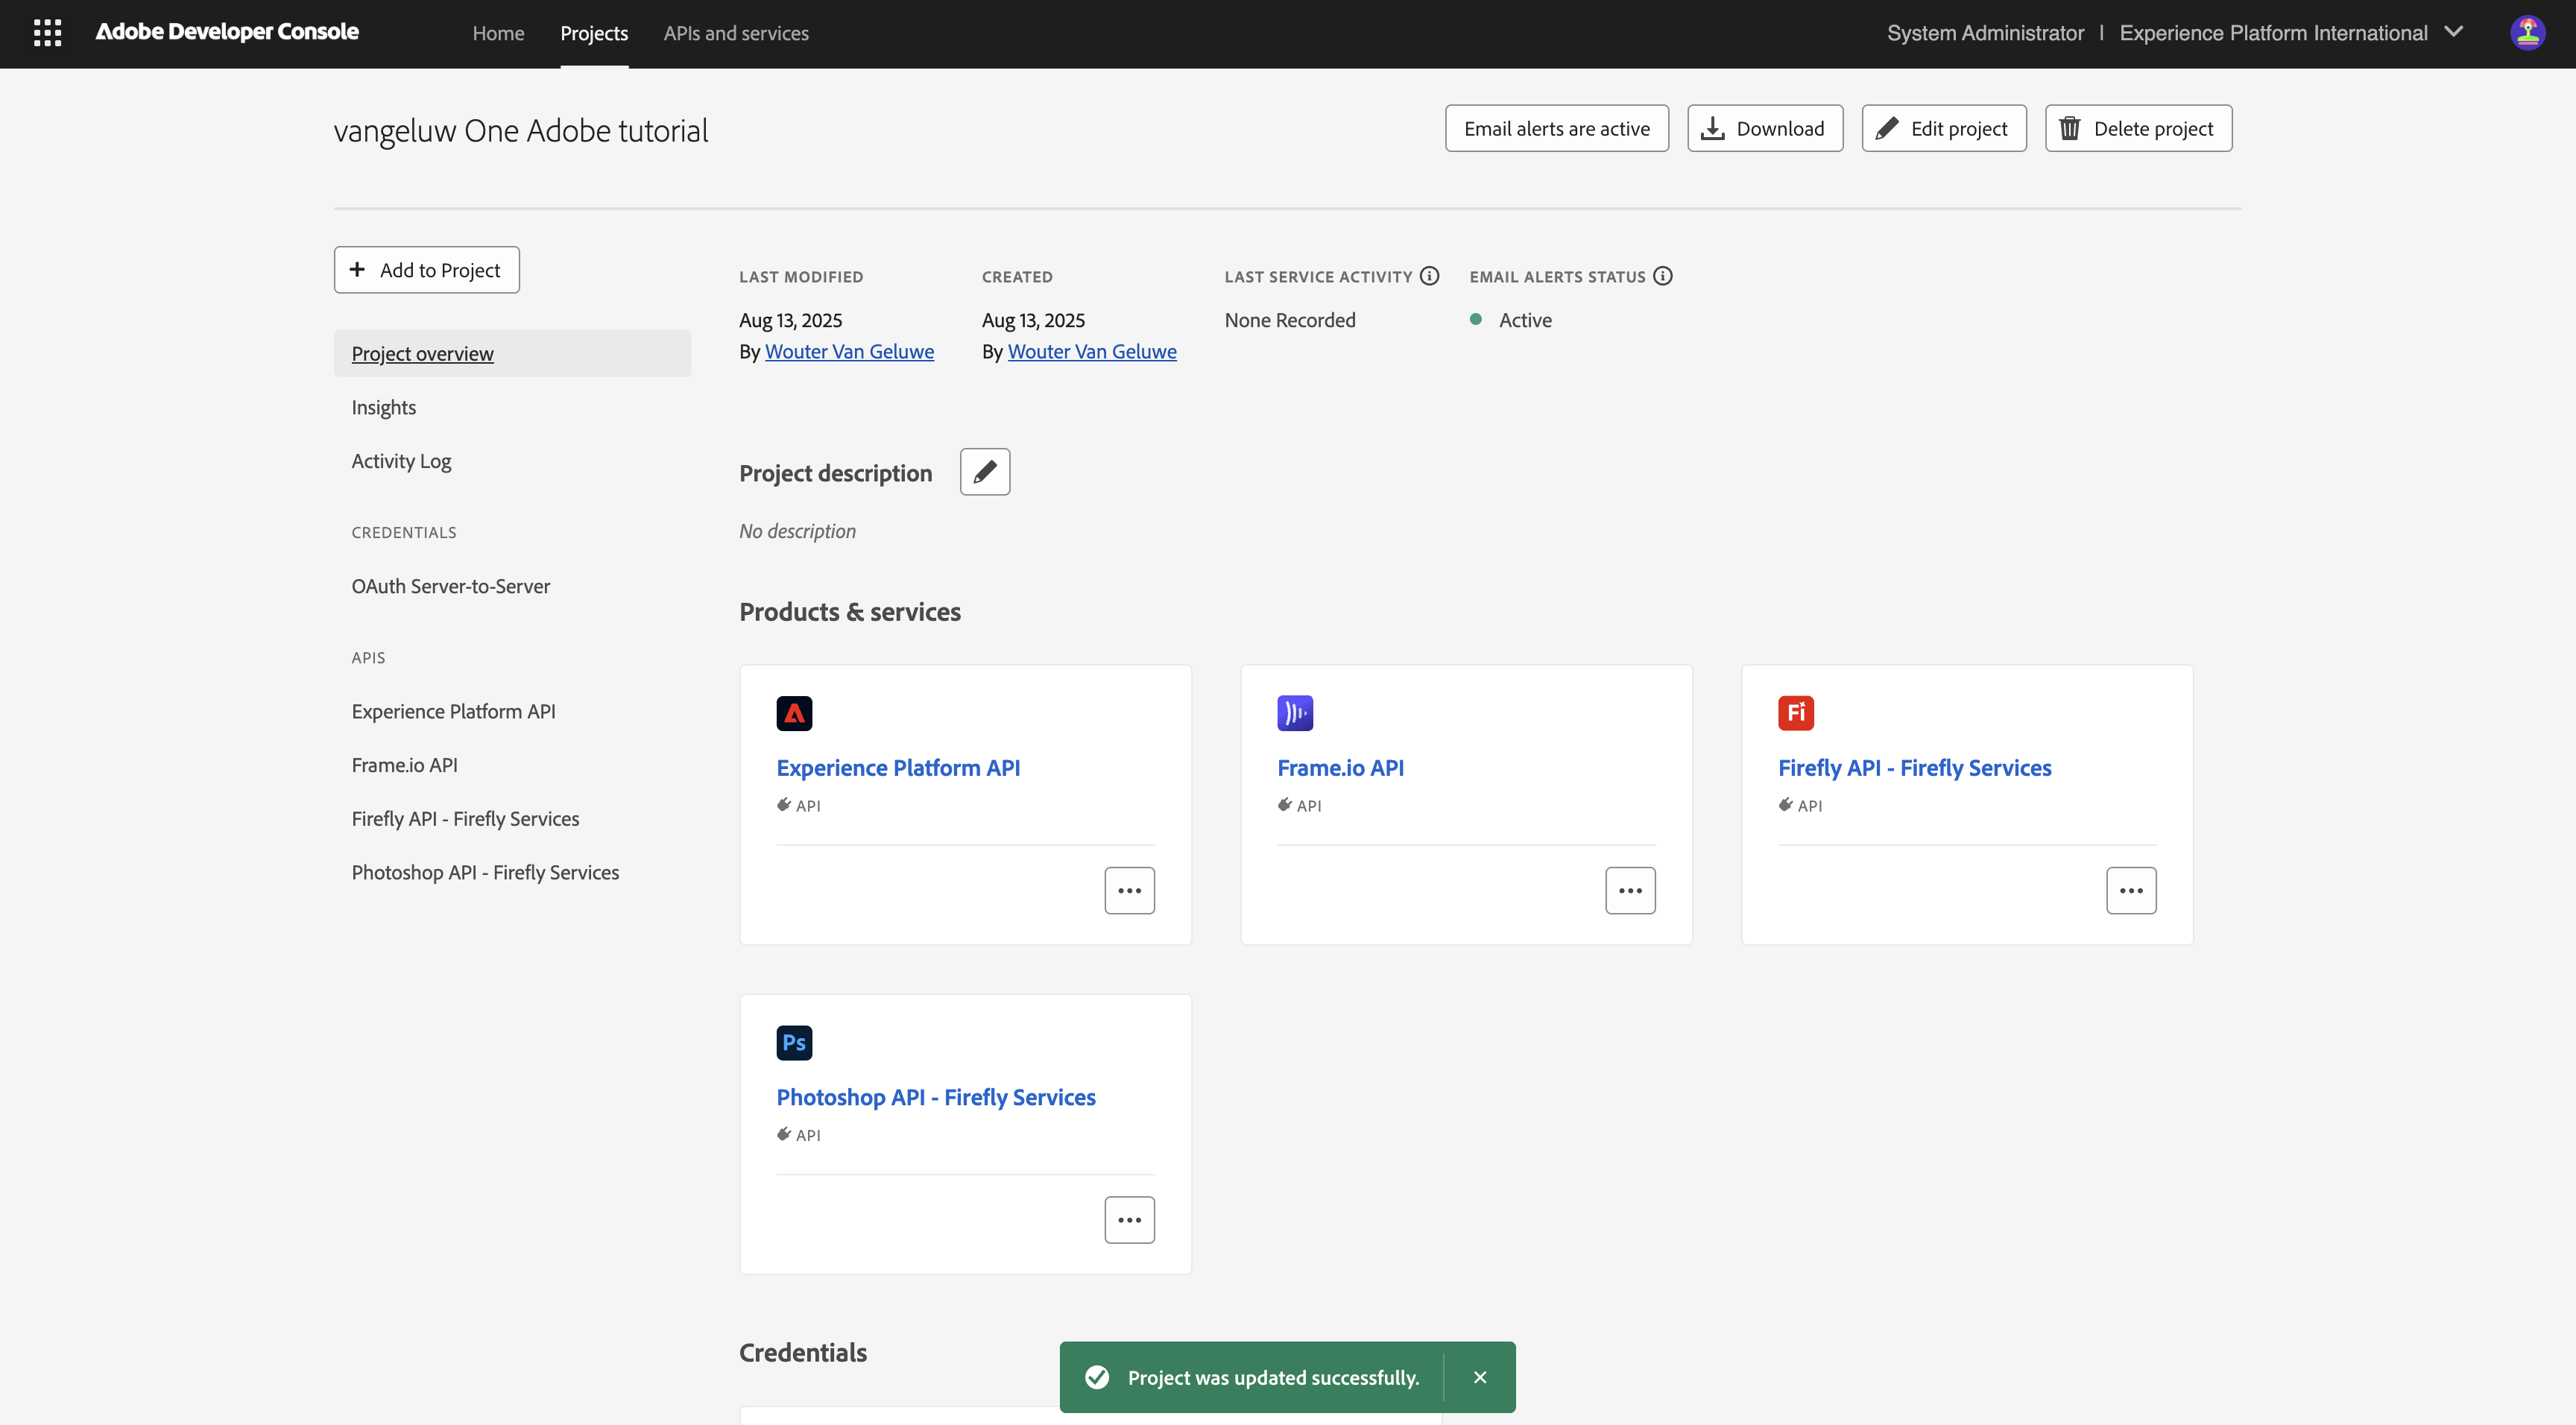 Adobe Developer Console
Home
Projects
APIs and services
System Administrator | Experience Platform International
vangeluw One Adobe tutorial
Email alerts are active
Download
Edit project
Delete project
Add to Project
Project overview
Insights
Activity Log
CREDENTIALS
OAuth Server-to-Server
APIS
Experience Platform API
Frame.io API
Firefly API - Firefly Services
Photoshop API - Firefly Services
LAST MODIFIED
Aug 13, 2025
By Wouter Van Geluwe
CREATED
Aug 13, 2025
By Wouter Van Geluwe
LAST SERVICE ACTIVITY
None Recorded
EMAIL ALERTS STATUS
Active
Project description
No description
Products & services
Experience Platform API
API
Frame.io API
API
Fi
Firefly API - Firefly Services
API
Ps
Photoshop API - Firefly Services
API
Credentials
Project was updated successfully.